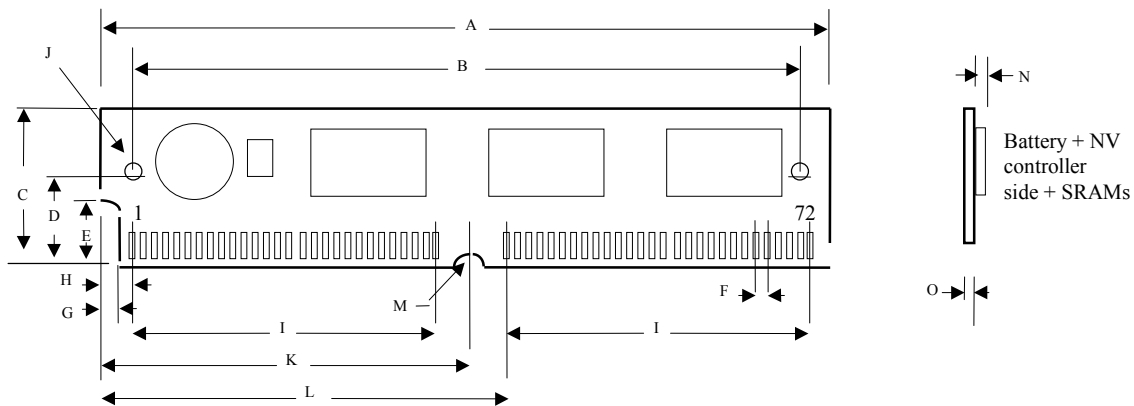 A
J
B
N
Battery + NV
controller
side + SRAMs
C
D
E
1
72
H
G
M
F
O
I
I
K
L